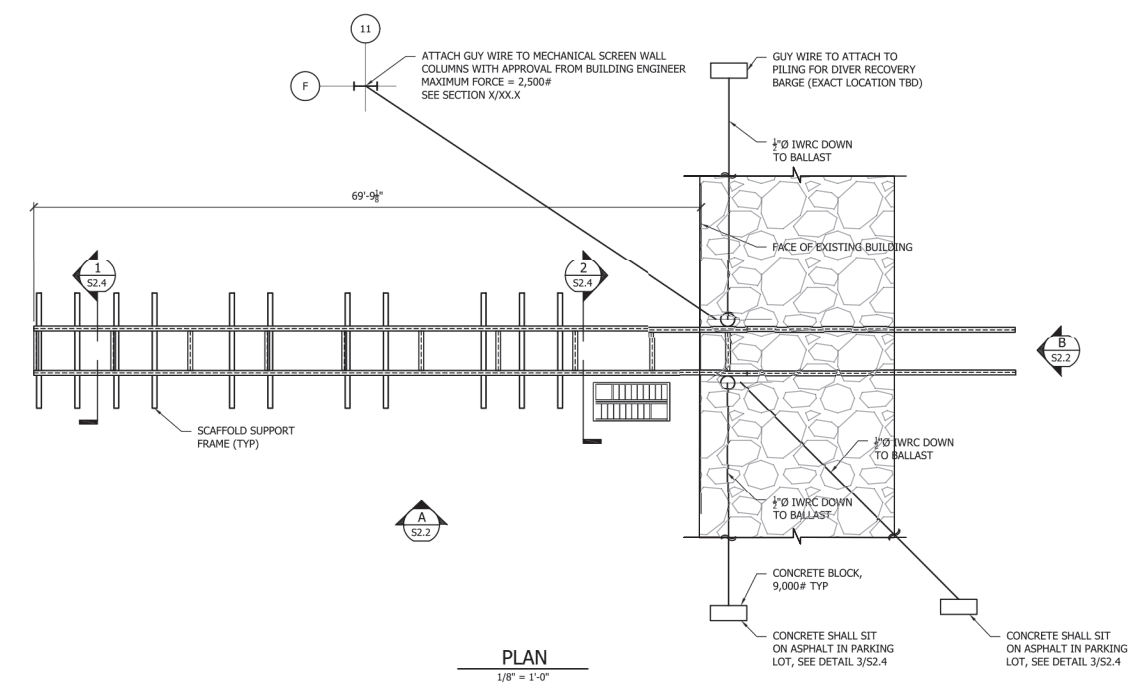 11
F
ATTACH GUY WIRE TO MECHANICAL SCREEN WALL
COLUMNS WITH APPROVAL FROM BUILDING ENGINEER
MAXIMUM FORCE = 2,500#
SEE SECTION X/XX.X
GUY WIRE TO ATTACH TO
PILING FOR DIVER RECOVERY
BARGE (EXACT LOCATION TBD)
1/2"Ø IWRC DOWN
TO BALLAST
69'-9 1/8"
FACE OF EXISTING BUILDING
1
S2.4
2
S2.4
B
S2.2
SCAFFOLD SUPPORT
FRAME (TYP)
1/2"Ø IWRC DOWN
TO BALLAST
1/2"Ø IWRC DOWN
TO BALLAST
A
S2.2
CONCRETE BLOCK,
9,000# TYP
CONCRETE SHALL SIT
ON ASPHALT IN PARKING
LOT, SEE DETAIL 3/S2.4
CONCRETE SHALL SIT
ON ASPHALT IN PARKING
LOT, SEE DETAIL 3/S2.4
PLAN
1/8" = 1'-0"